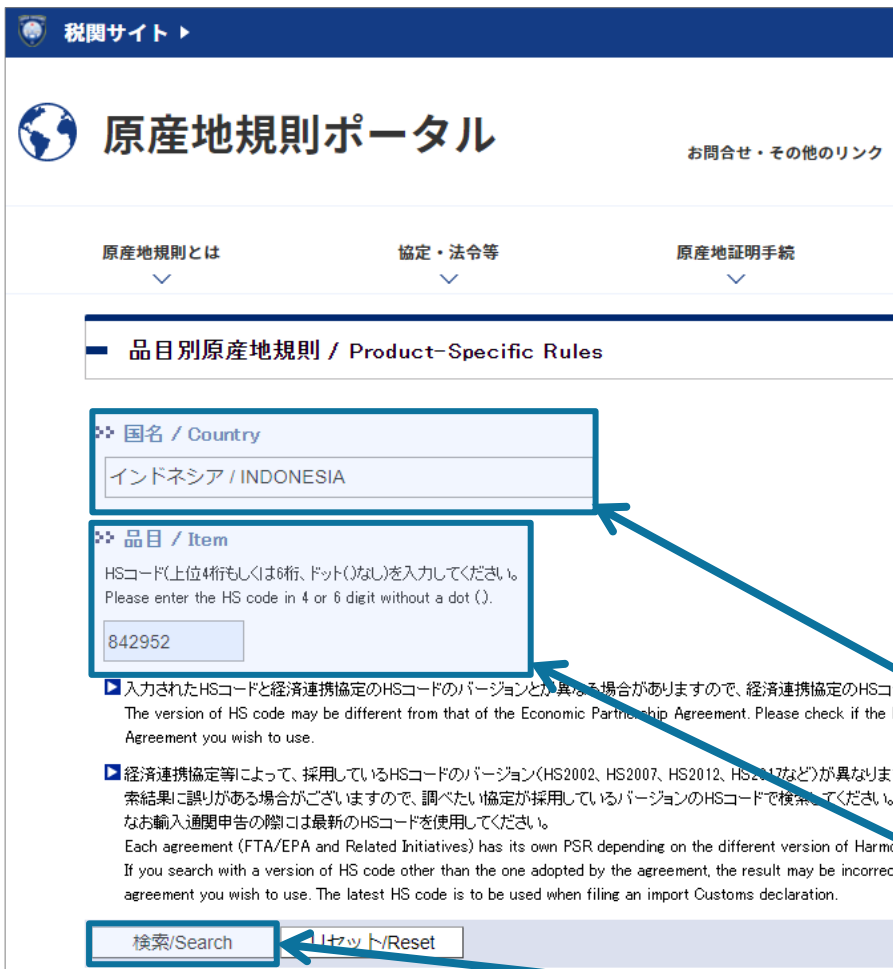 税関サイト
原産地規則ポータル
お問合せ・その他のリンク
原産地規則とは
協定・法令等
原産地証明手続
品目別原産地規則 / Product-Specific Rules
国名 / Country
インドネシア / INDONESIA
品目 / Item
HSコード(上位4桁もしくは6桁、ドット(.)なし)を入力してください。
Please enter the HS code in 4 or 6 digit without a dot (.).
842952
入力されたHSコードと経済連携協定のHSコードのバージョンとが異なる場合がありますので、経済連携協定のHSコ
The version of HS code may be different from that of the Economic Partnership Agreement. Please check if the
Agreement you wish to use.
経済連携協定等によって、採用しているHSコードのバージョン(HS2002、HS2007、HS2012、HS2017など)が異なりま
索結果に誤りがある場合がございますので、調べたい協定が採用しているバージョンのHSコードで検索してください。
なお輸入通関申告の際には最新のHSコードを使用してください。
Each agreement (FTA/EPA and Related Initiatives) has its own PSR depending on the different version of Harmo
If you search with a version of HS code other than the one adopted by the agreement, the result may be incorrec
agreement you wish to use. The latest HS code is to be used when filing an import Customs declaration.
検索/Search
リセット/Reset